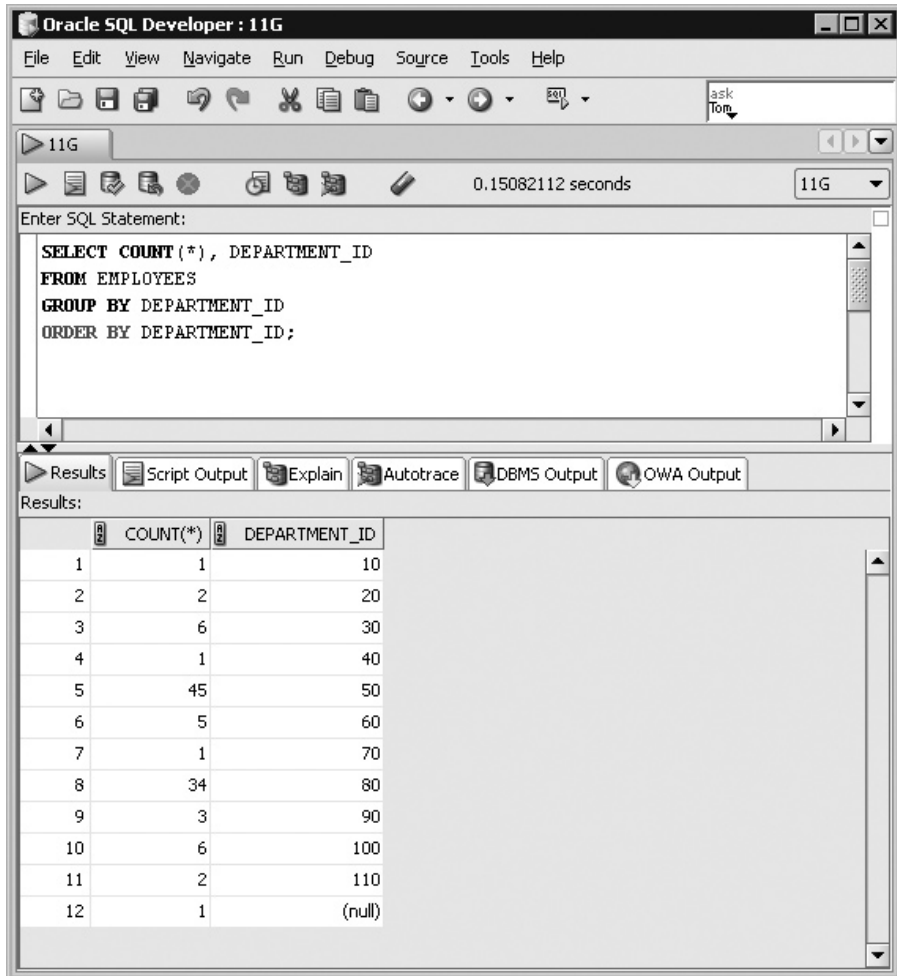 Oracle SQL Developer : 11G
File Edit View Navigate Run Debug Source Tools Help
SQL
ask
Tom
11G
0.15082112 seconds 11G
Enter SQL Statement:
SELECT COUNT(*), DEPARTMENT_ID
FROM EMPLOYEES
GROUP BY DEPARTMENT_ID
ORDER BY DEPARTMENT_ID;
Results Script Output Explain Autotrace DBMS Output OWA Output
Results:
COUNT(*) DEPARTMENT_ID
1 1 10
2 2 20
3 6 30
4 1 40
5 45 50
6 5 60
7 1 70
8 34 80
9 3 90
10 6 100
11 2 110
12 1 (null)